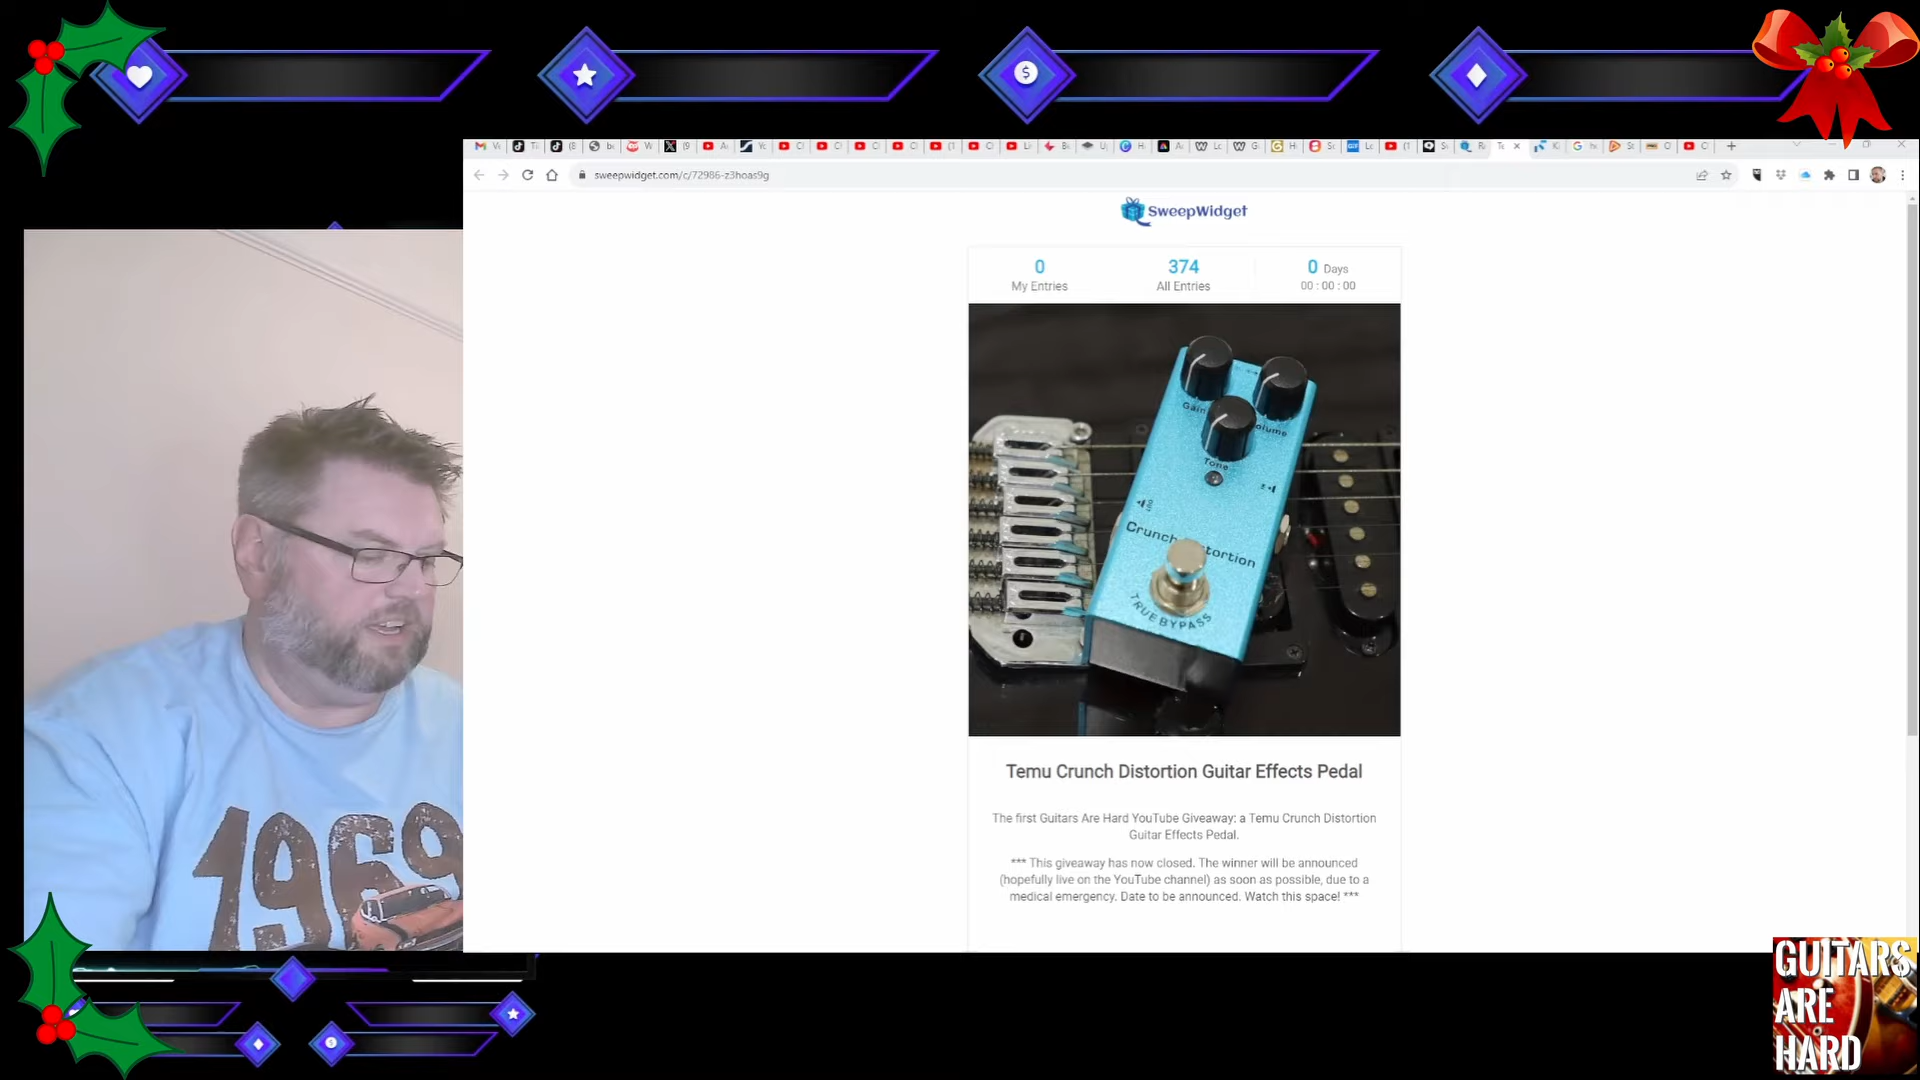 sweepwidget.com/c/72986-z3hoas9g
SweepWidget
0
My Entries
374
All Entries
0 Days
00 : 00 : 00
Gain
Volume
Tone
TRUE BYPASS
Temu Crunch Distortion Guitar Effects Pedal
The first Guitars Are Hard YouTube Giveaway: a Temu Crunch Distortion
Guitar Effects Pedal.
*** This giveaway has now closed. The winner will be announced
(hopefully live on the YouTube channel) as soon as possible, due to a
medical emergency. Date to be announced. Watch this space! ***
1969
GUITARS
ARE
HARD